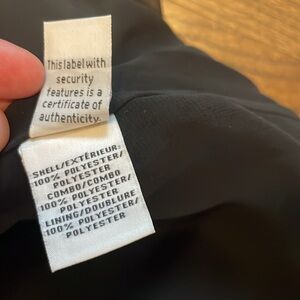 This label with
security
features is a
certificate of
authenticity.
SHELL/EXTÉRIEUR:
100% POLYESTER/
POLYESTER
COMBO/COMBO
100% POLYESTER/
POLYESTER
LINING/DOUBLURE
100% POLYESTER/
POLYESTER